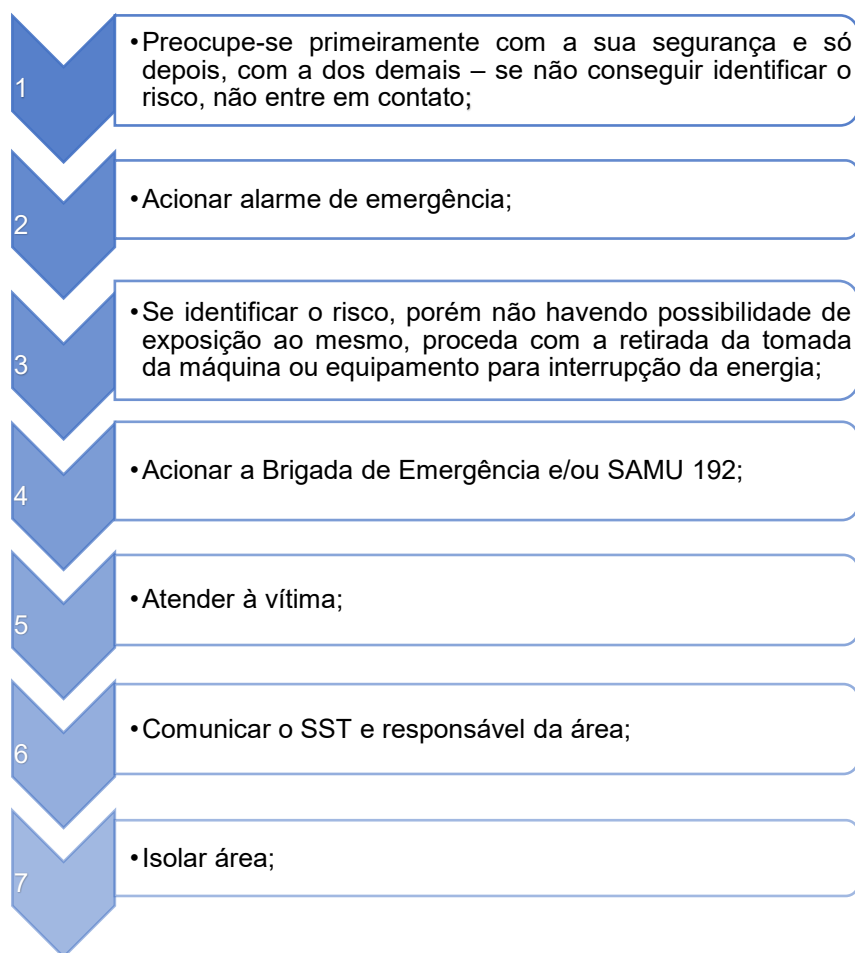 1
•Preocupe-se primeiramente com a sua segurança e só
depois, com a dos demais – se não conseguir identificar o
risco, não entre em contato;
2
•Acionar alarme de emergência;
3
•Se identificar o risco, porém não havendo possibilidade de
exposição ao mesmo, proceda com a retirada da tomada
da máquina ou equipamento para interrupção da energia;
4
•Acionar a Brigada de Emergência e/ou SAMU 192;
5
•Atender à vítima;
6
•Comunicar o SST e responsável da área;
7
•Isolar área;